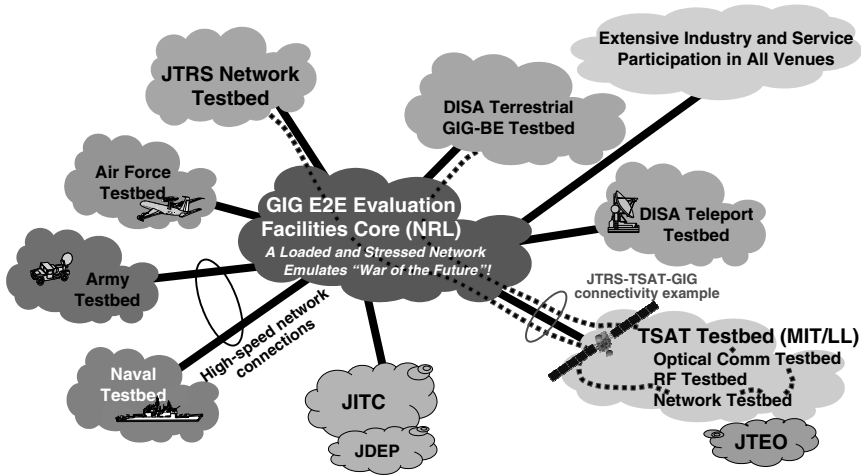 Extensive Industry and Service
Participation in All Venues
JTRS Network
Testbed
DISA Terrestrial
GIG-BE Testbed
Air Force
Testbed
GIG E2E Evaluation
Facilities Core (NRL)
A Loaded and Stressed Network
Emulates “War of the Future”!
DISA Teleport
Testbed
Army
Testbed
JTRS-TSAT-GIG
connectivity example
High-speed network
connections
TSAT Testbed (MIT/LL)
Optical Comm Testbed
RF Testbed
Network Testbed
Naval
Testbed
JITC
JDEP
JTEO